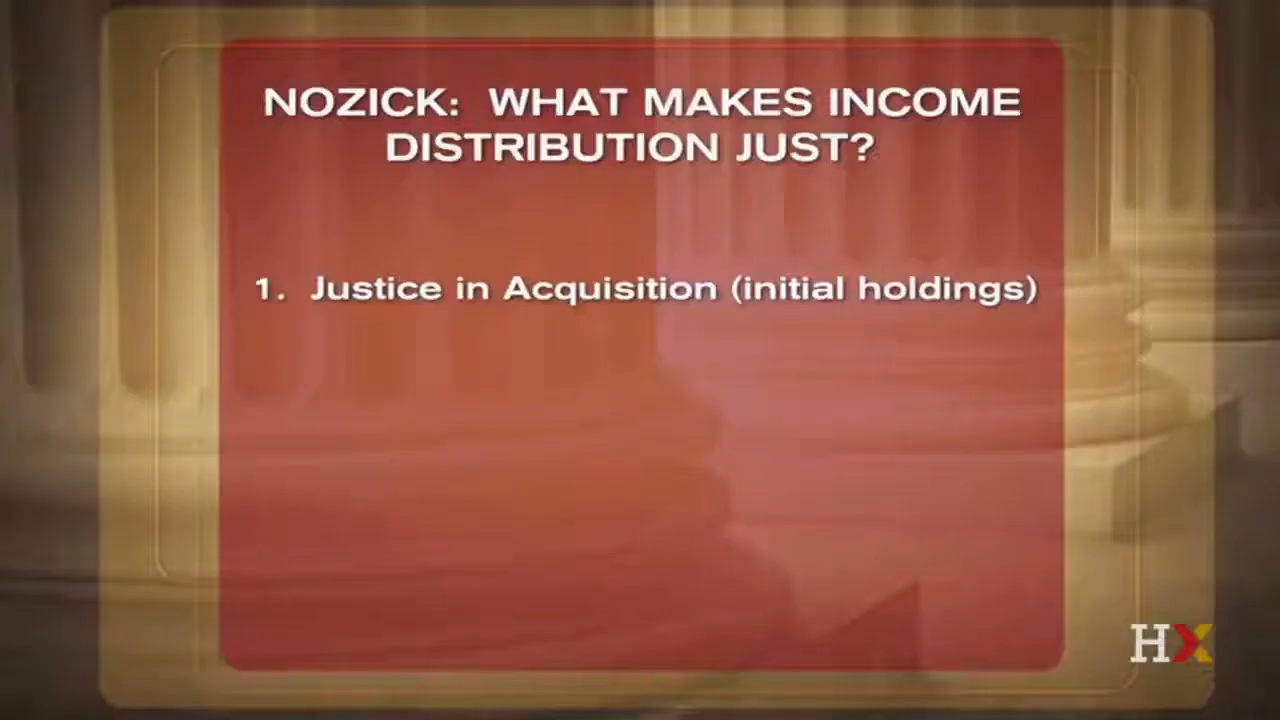 NOZICK: WHAT MAKES INCOME
DISTRIBUTION JUST?
1. Justice in Acquisition (initial holdings)
HX